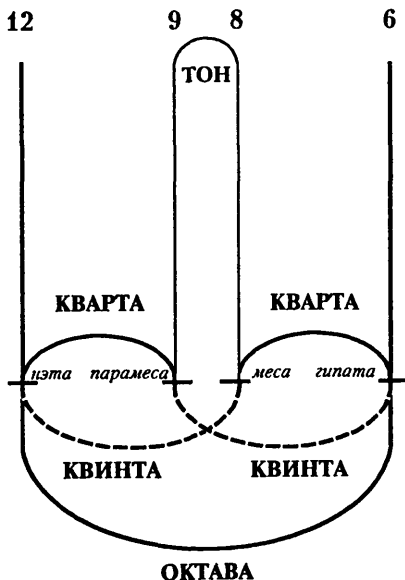 12 9 8 6
ТОН
КВАРТА КВАРТА
нэта парамеса меса гипата
КВИНТА КВИНТА
ОКТАВА